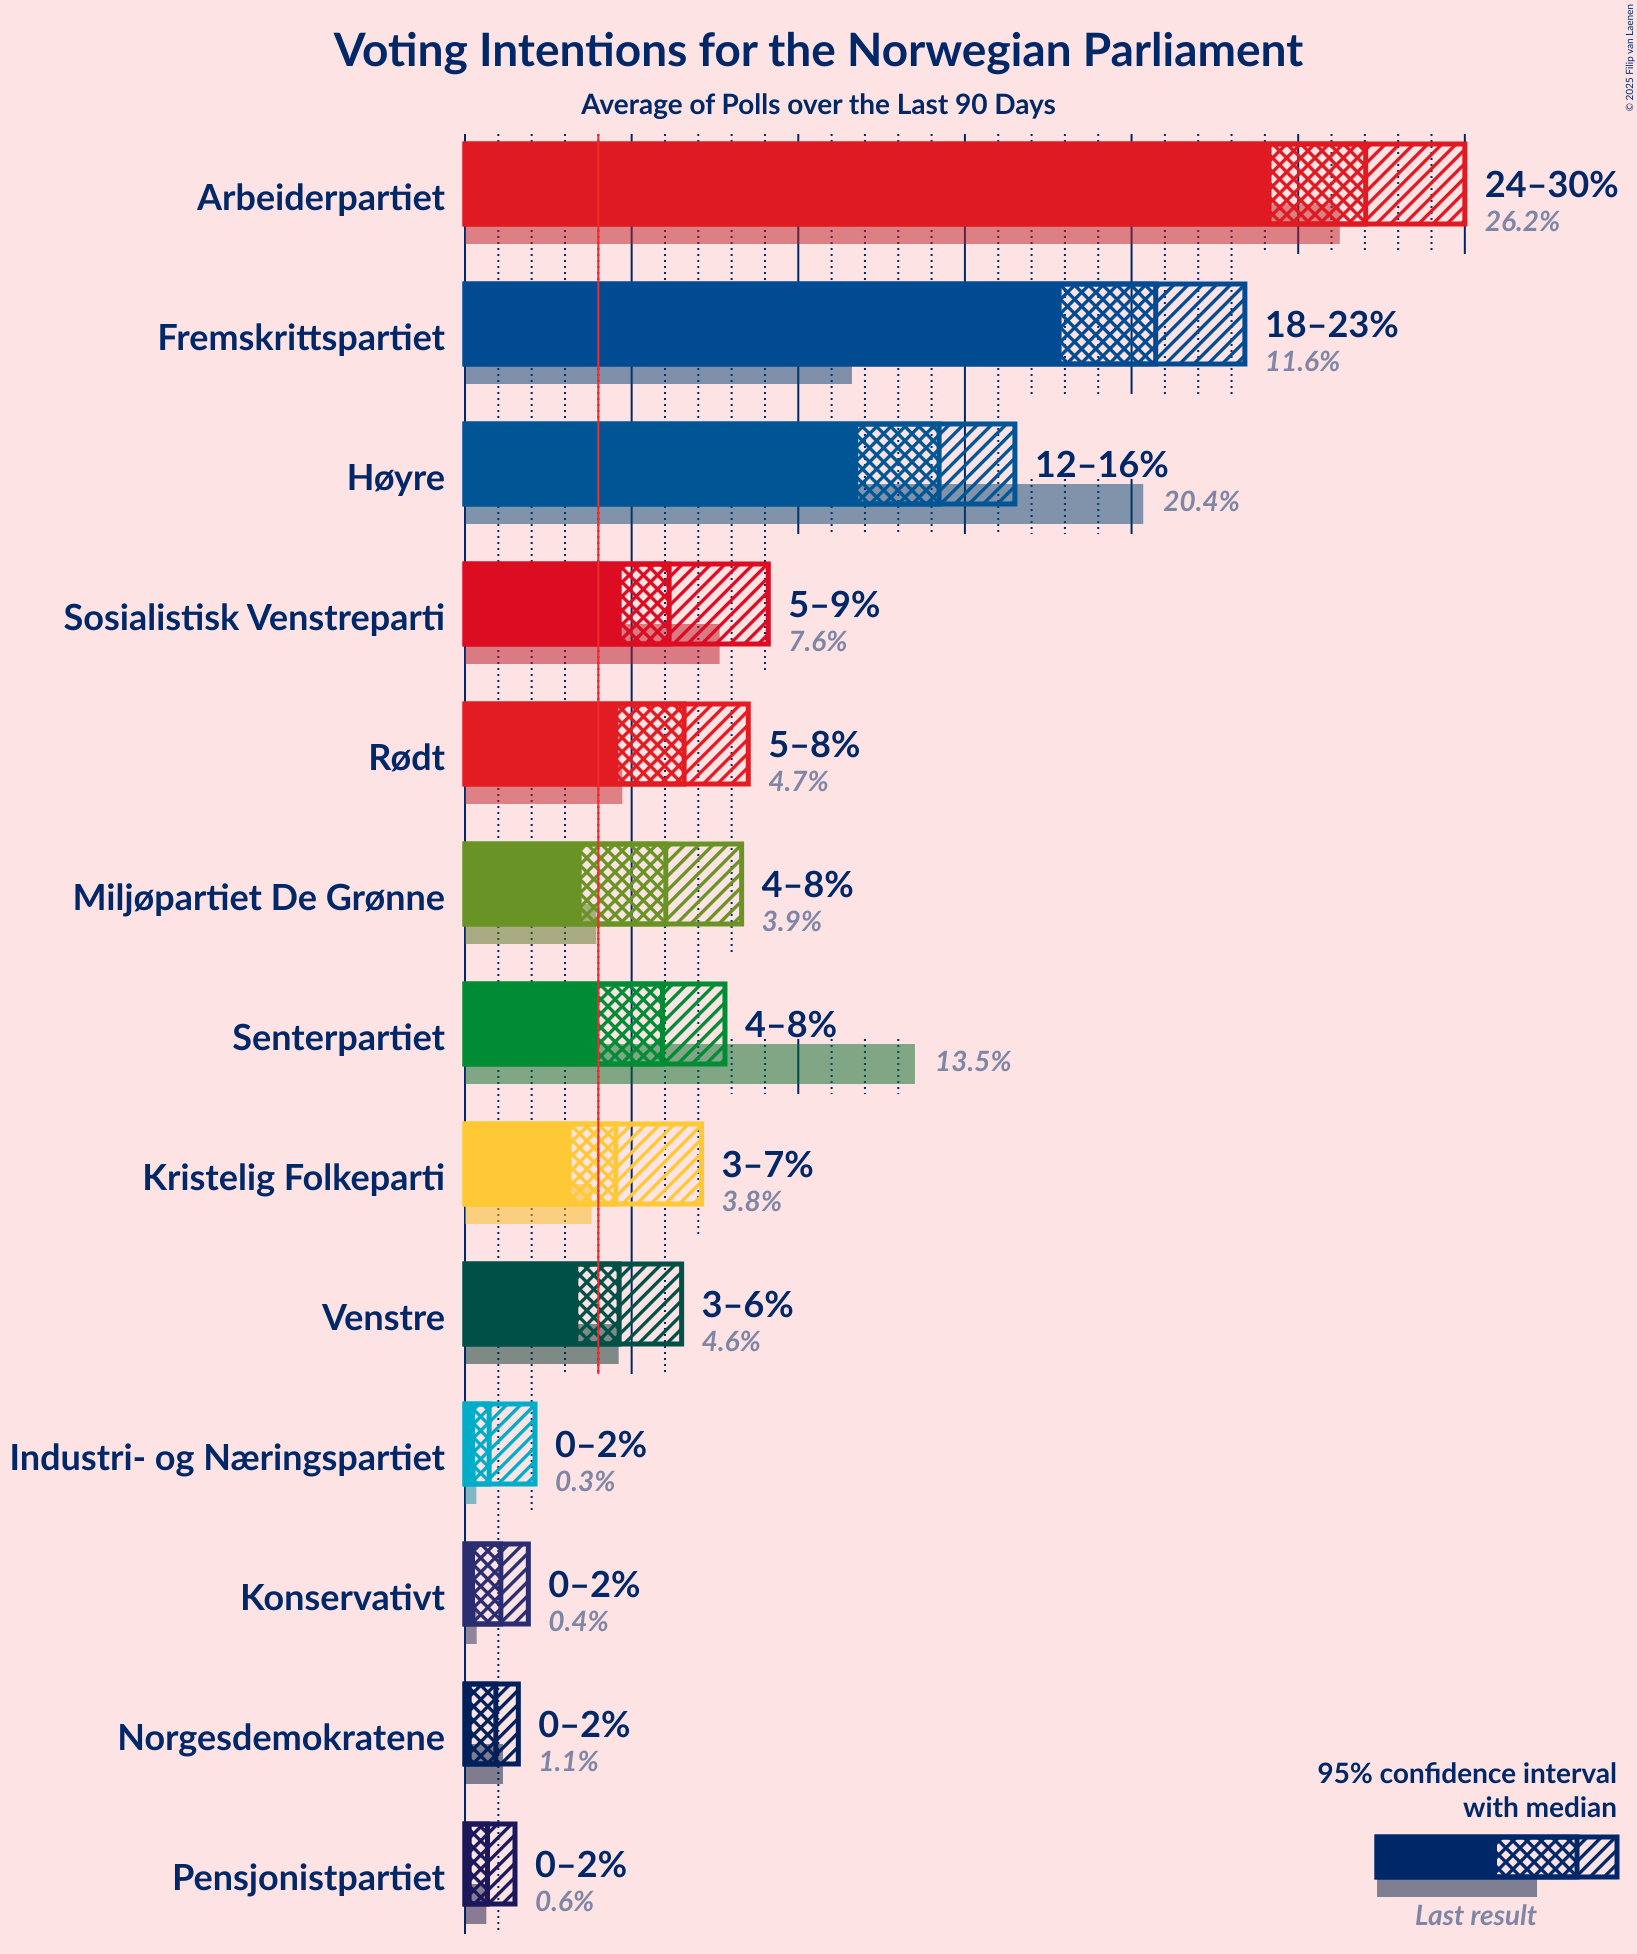 © 2025 Filip van Laenen
Voting Intentions for the Norwegian Parliament
Average of Polls over the Last 90 Days
Arbeiderpartiet
24–30%
26.2%
Fremskrittspartiet
18–23%
11.6%
Høyre
12–16%
20.4%
Sosialistisk Venstreparti
5–9%
7.6%
Rødt
5–8%
4.7%
Miljøpartiet De Grønne
4–8%
3.9%
Senterpartiet
4–8%
13.5%
Kristelig Folkeparti
3–7%
3.8%
Venstre
3–6%
4.6%
Industri- og Næringspartiet
0–2%
0.3%
Konservativt
0–2%
0.4%
Norgesdemokratene
0–2%
1.1%
Pensjonistpartiet
0–2%
0.6%
95% confidence interval
with median
Last result